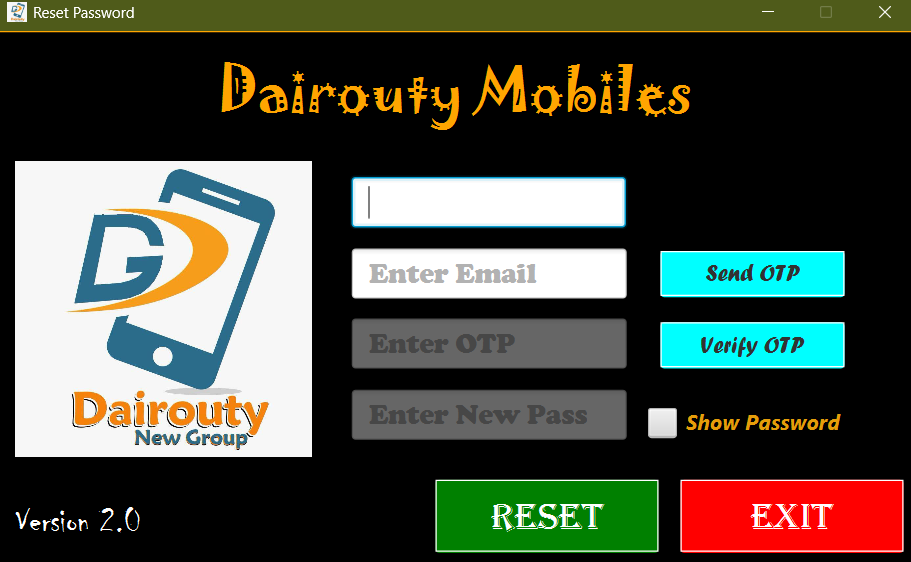 Reset Password
Dairouty Mobiles
DG
Enter Email
Send OTP
Enter OTP
Verify OTP
Enter New Pass
Show Password
Dairouty
New Group
Version 2.0
RESET
EXIT